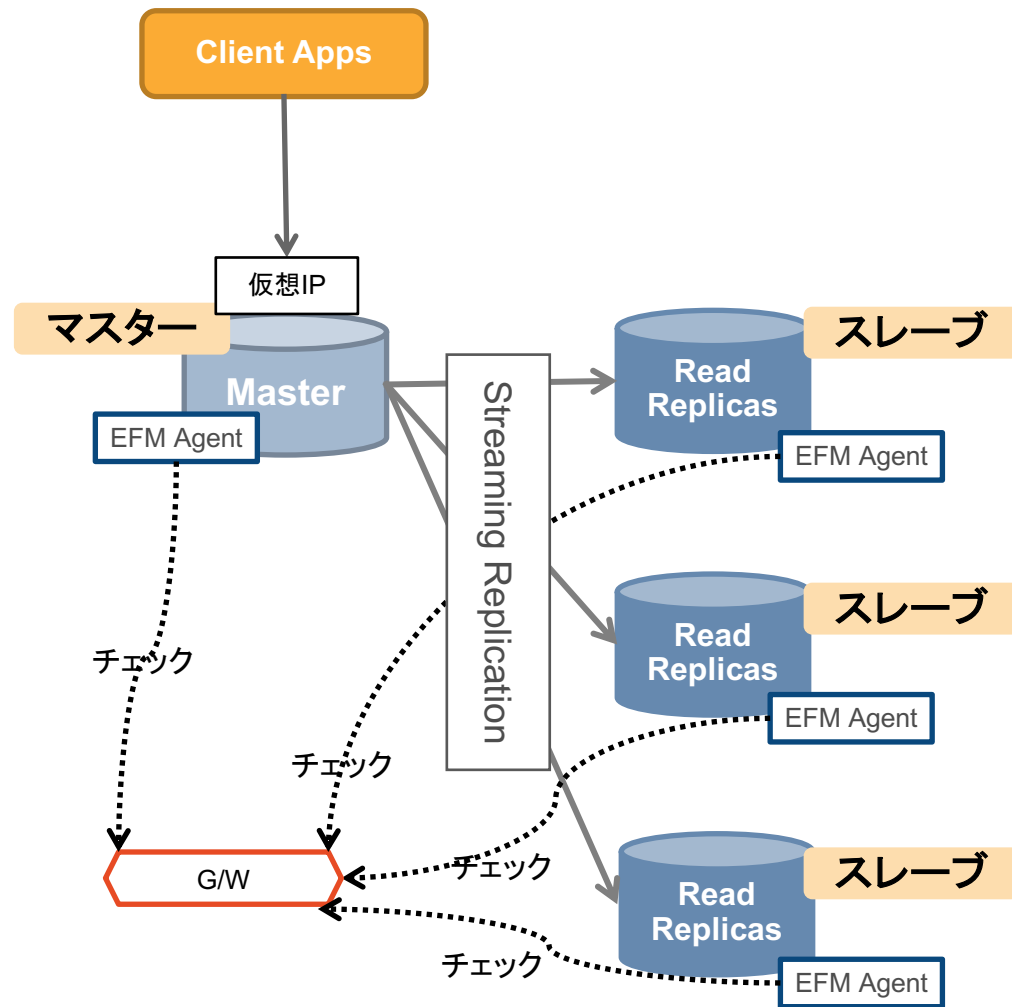 Client Apps
仮想IP
マスター
Master
EFM Agent
Streaming Replication
スレーブ
Read
Replicas
EFM Agent
スレーブ
Read
Replicas
EFM Agent
スレーブ
Read
Replicas
EFM Agent
チェック
チェック
チェック
チェック
G/W